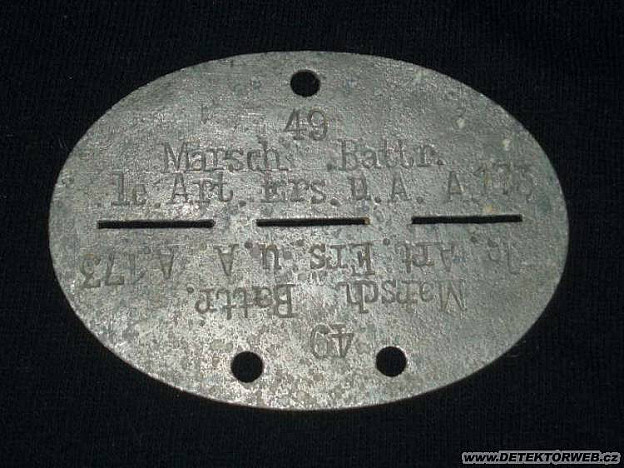 49
Marsch. Battr.
le.Art.Ers.u.A. A.173
49
Marsch. Battr.
le.Art.Ers.u.A. A.173
www.DETEKTORWEB.cz